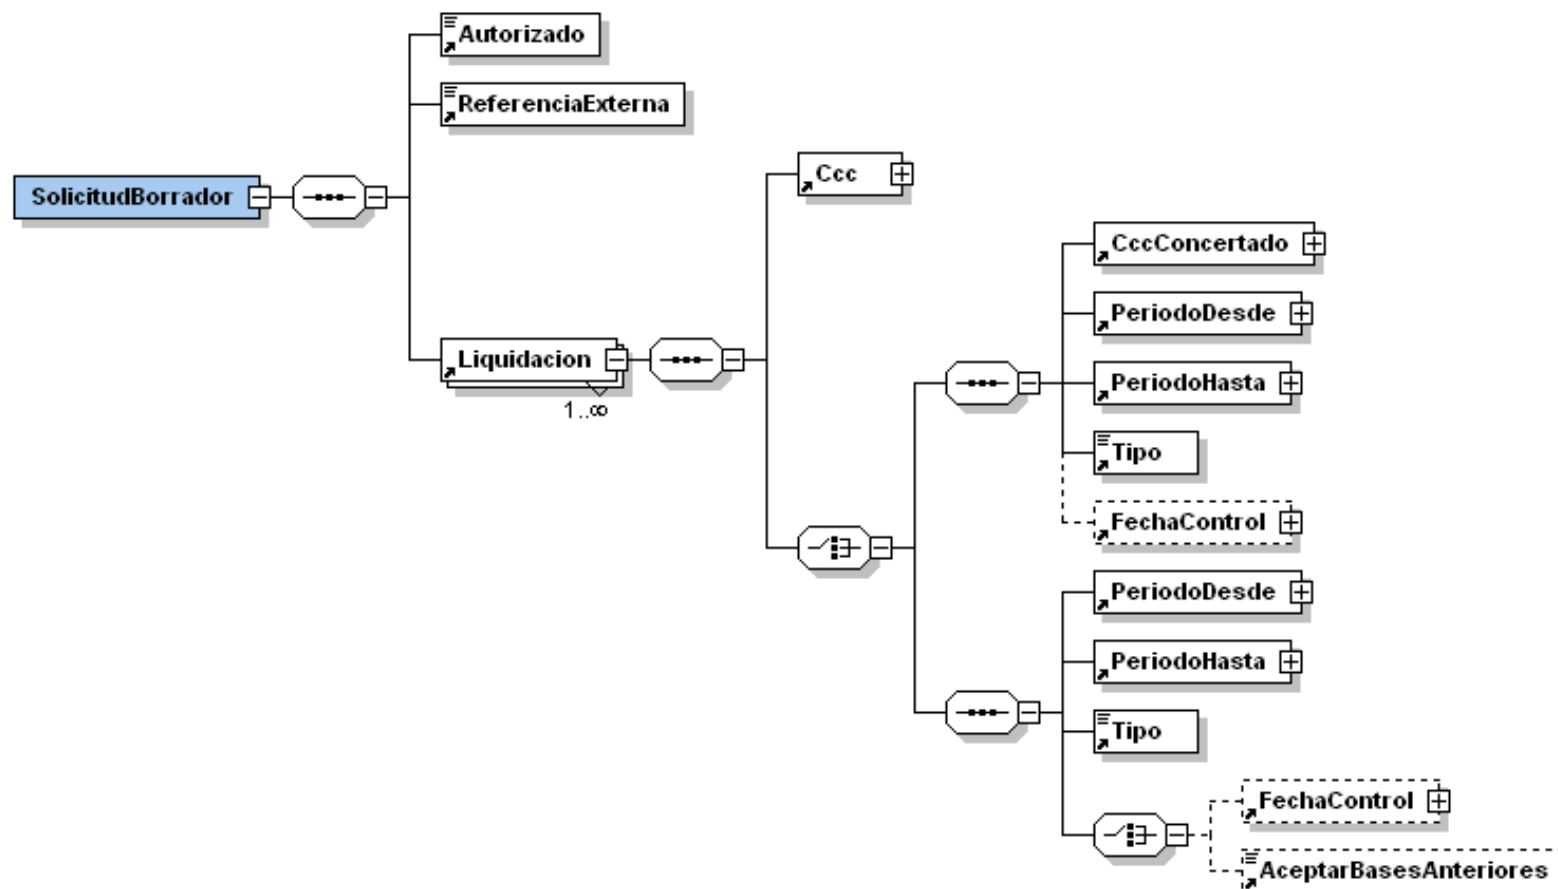 Autorizado
ReferenciaExterna
Ccc
SolicitudBorrador
CccConcertado
PeriodoDesde
Liquidacion
1..∞
PeriodoHasta
Tipo
FechaControl
PeriodoDesde
PeriodoHasta
Tipo
FechaControl
AceptarBasesAnteriores